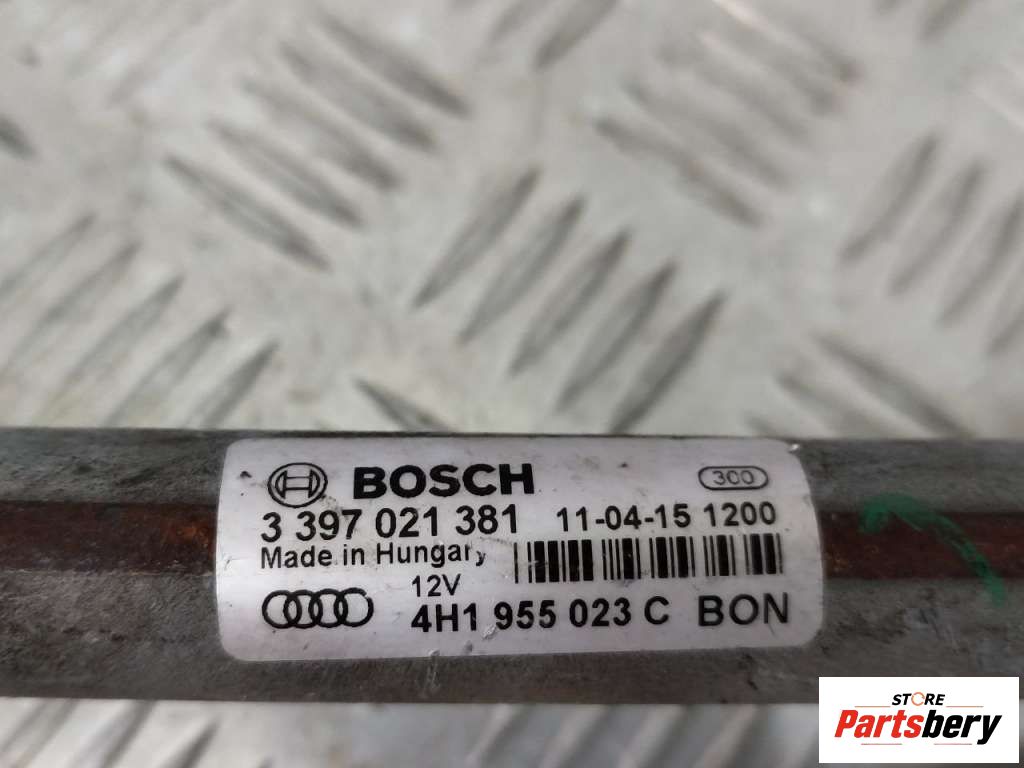 BOSCH
3C0
3 397 021 381 11-04-15 1200
Made in Hungary
12V
4H1 955 023 C BON
STORE
Partsbery